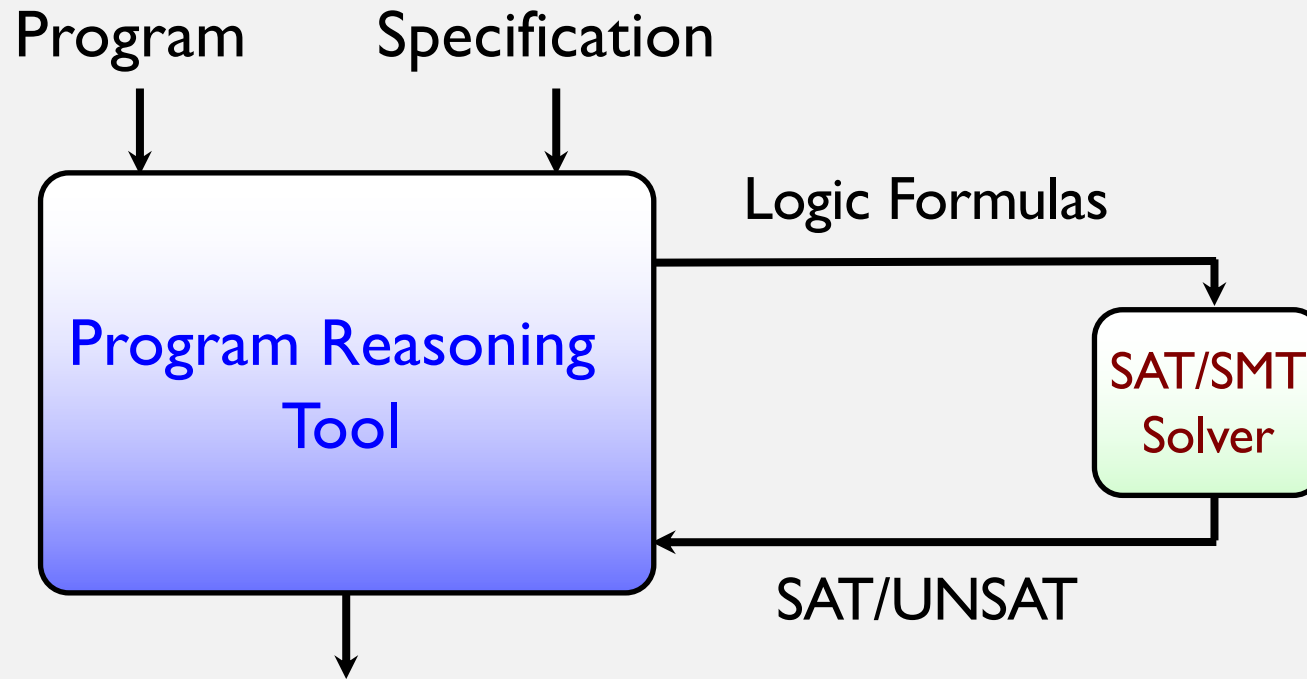 Program
Specification
Logic Formulas
Program Reasoning
Tool
SAT/SMT
Solver
SAT/UNSAT